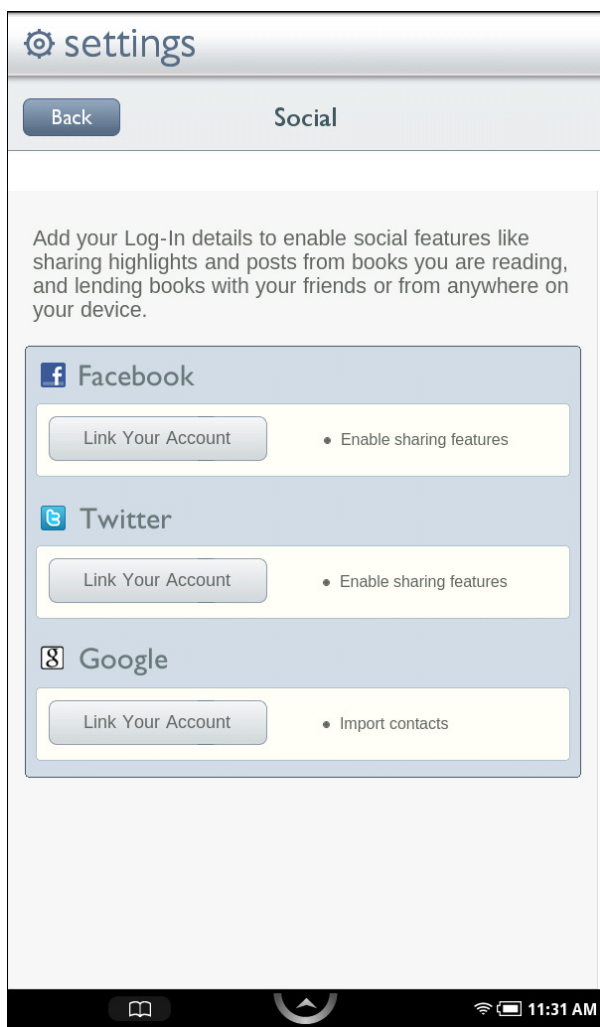 settings
Back
Social
Add your Log-In details to enable social features like
sharing highlights and posts from books you are reading,
and lending books with your friends or from anywhere on
your device.
Facebook
Link Your Account
• Enable sharing features
Twitter
Link Your Account
• Enable sharing features
Google
Link Your Account
• Import contacts
11:31 AM